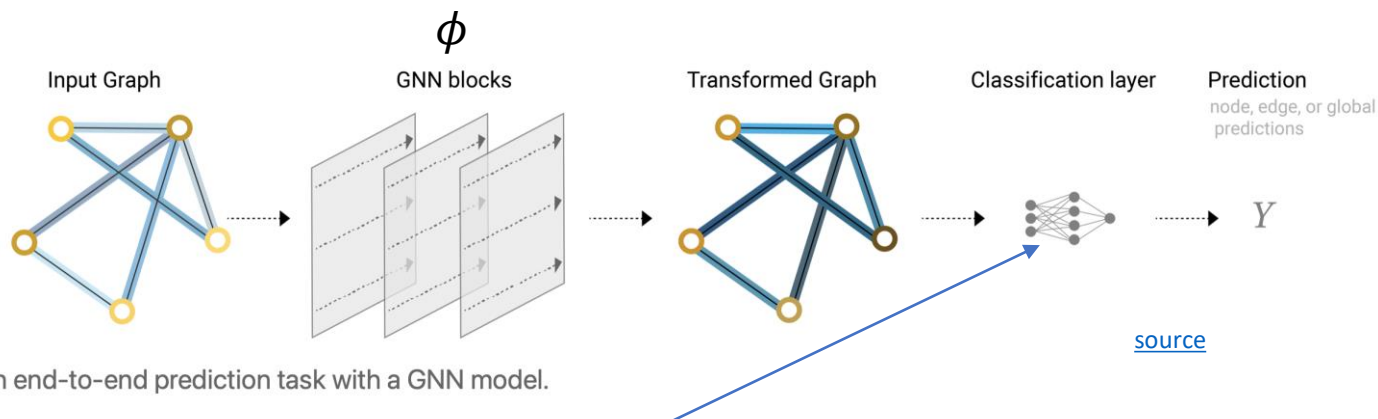 ϕ
Input Graph
GNN blocks
Transformed Graph
Classification layer
Prediction
node, edge, or global
predictions
Y
source
end-to-end prediction task with a GNN model.